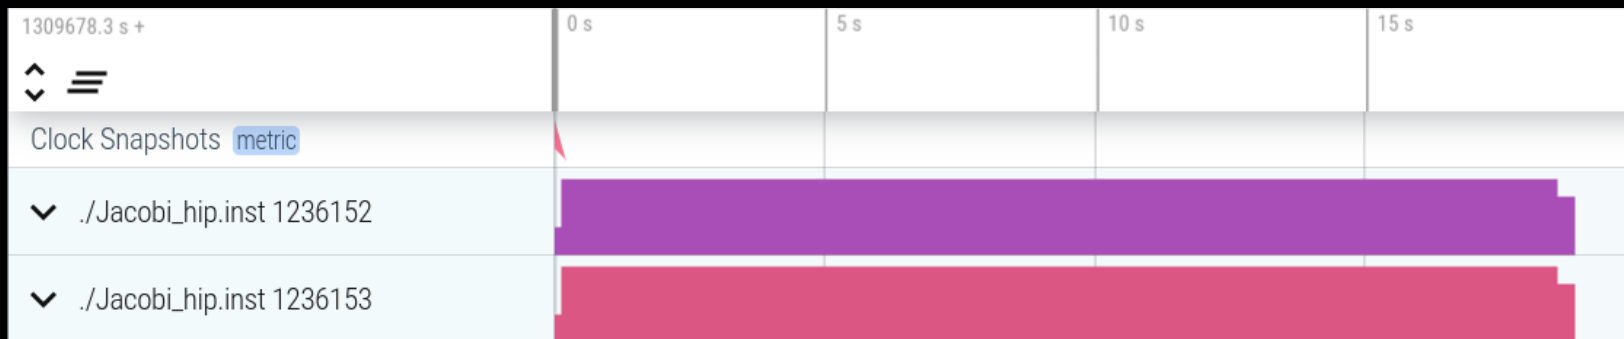 1309678.3 s +
0 s
5 s
10 s
15 s
Clock Snapshots metric
./Jacobi_hip.inst 1236152
./Jacobi_hip.inst 1236153